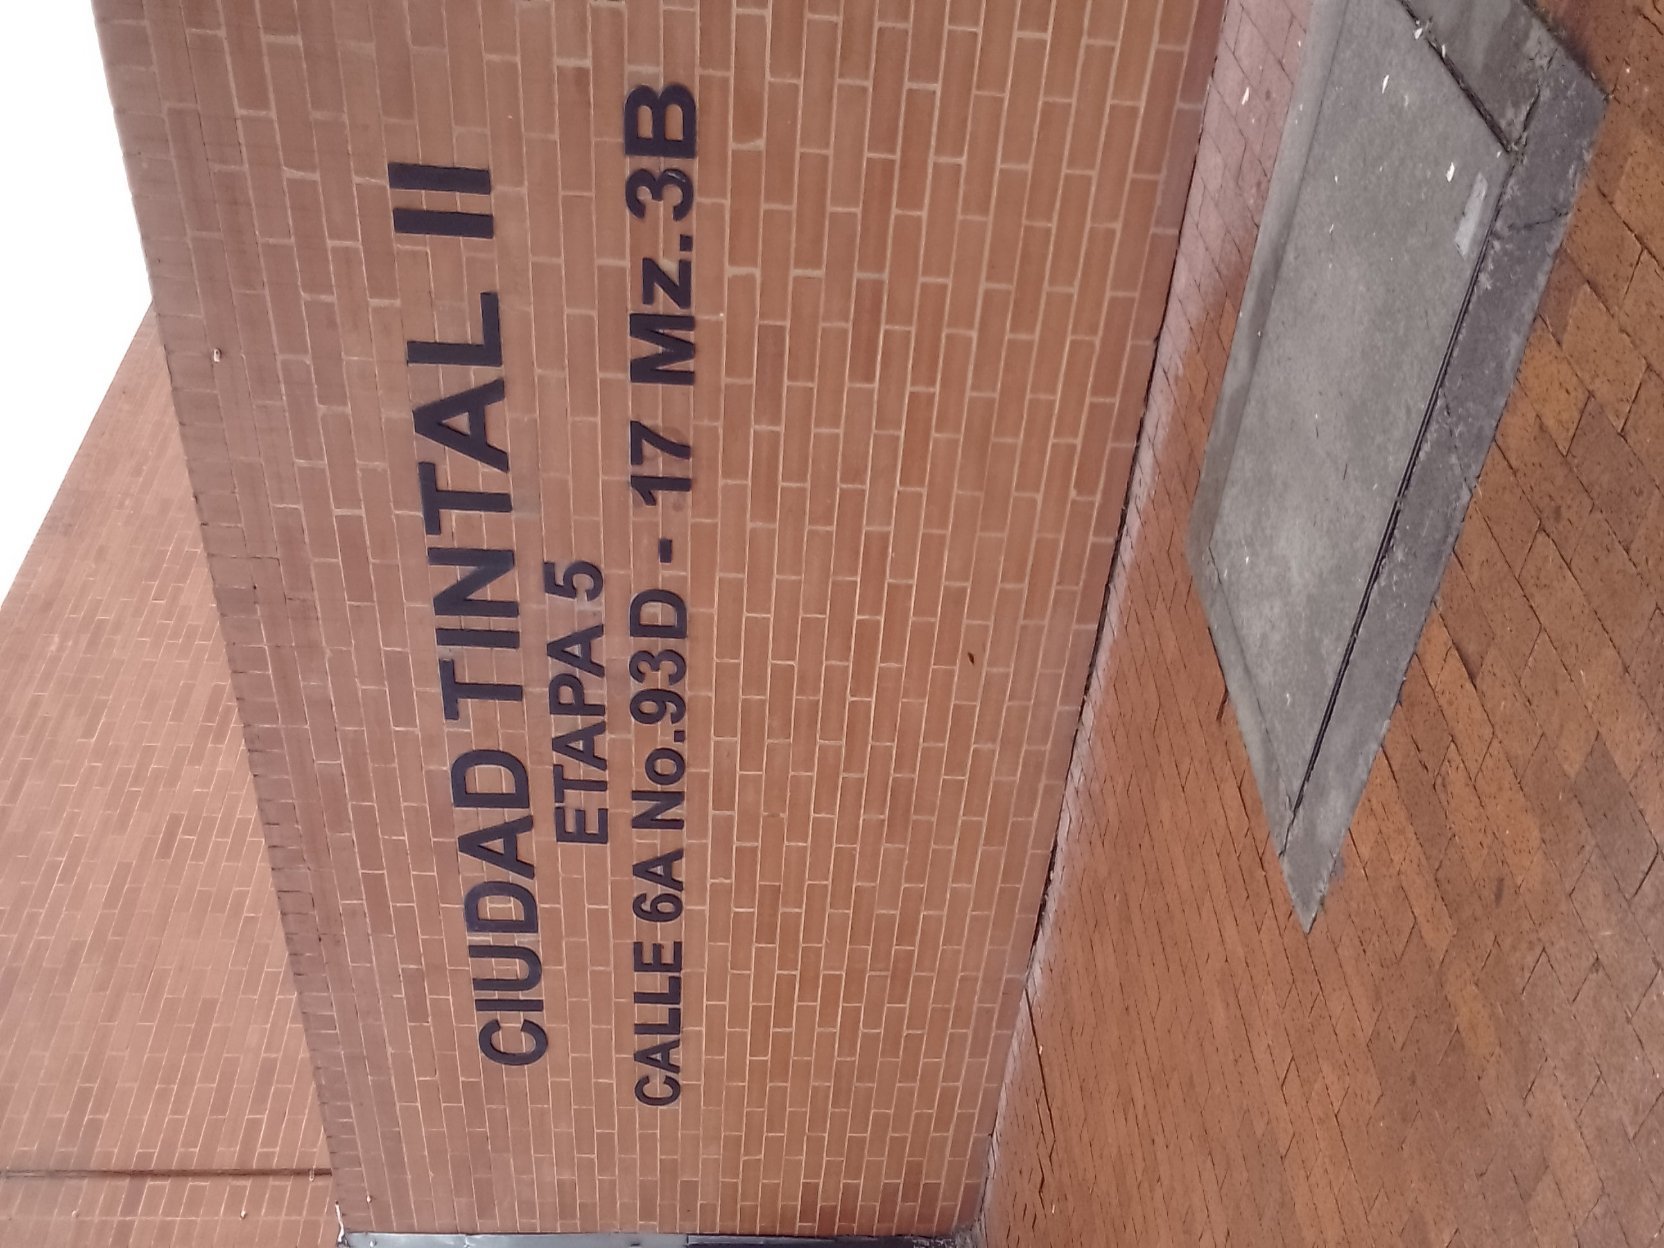 CIUDAD TINTAL II
ETAPA 5
CALLE 6A No.93D - 17 Mz.3B